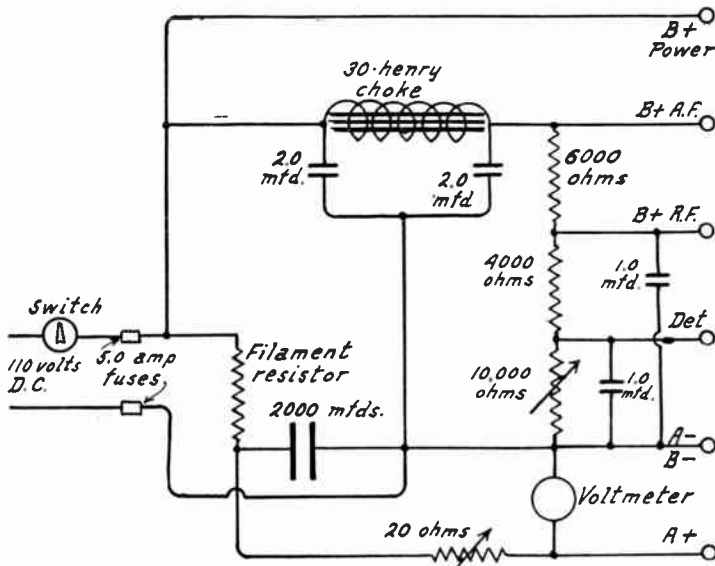 B+
Power
30-henry
choke
B+ A.F.
2.0
mfd.
2.0
mfd
6000
ohms
B+ R.F.
4000
ohms
1.0
mfd.
Switch
Det
110 volts
D.C.
5.0 amp
fuses
Filament
resistor
10,000
ohms
1.0
mfd.
2000 mfds.
A-
B-
Voltmeter
20 ohms
A+